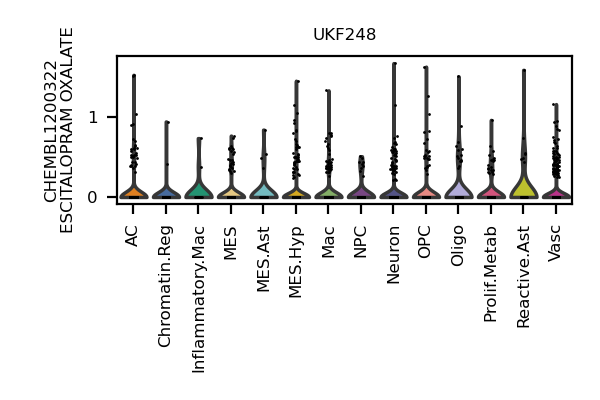 UKF248
CHEMBL1200322
ESCITALOPRAM OXALATE
1
0
AC
Chromatin.Reg
Inflammatory.Mac
MES
MES.Ast
MES.Hyp
Mac
NPC
Neuron
OPC
Oligo
Prolif.Metab
Reactive.Ast
Vasc